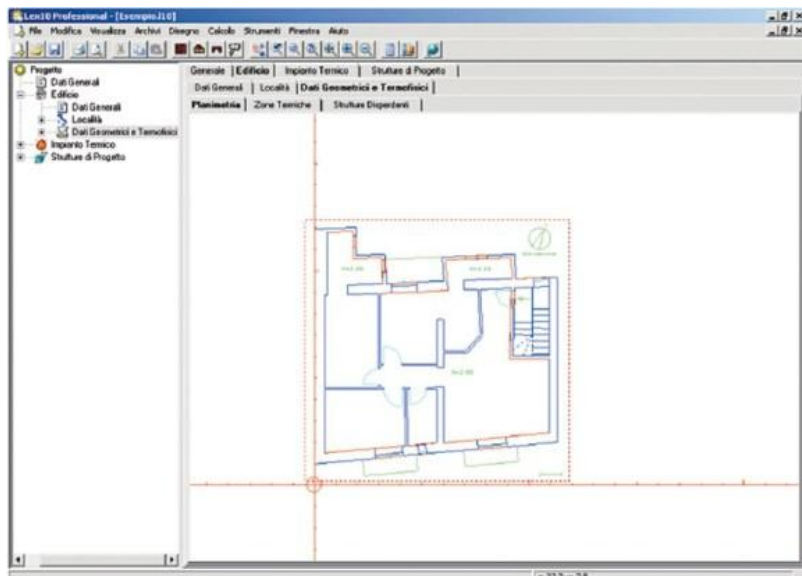 Lex10 Professional - [Esempio.l10]
File Modifica Visualizza Archivi Disegno Calcolo Strumenti Finestra Aiuto
Progetto
Dati Generali
Edificio
Dati Generali
Località
Dati Geometrici e Termofisici
Impianto Termico
Strutture di Progetto
Generale | Edificio | Impianto Termico | Strutture di Progetto |
Dati Generali | Località | Dati Geometrici e Termofisici |
Planimetria | Zone Termiche | Strutture Disperdenti |